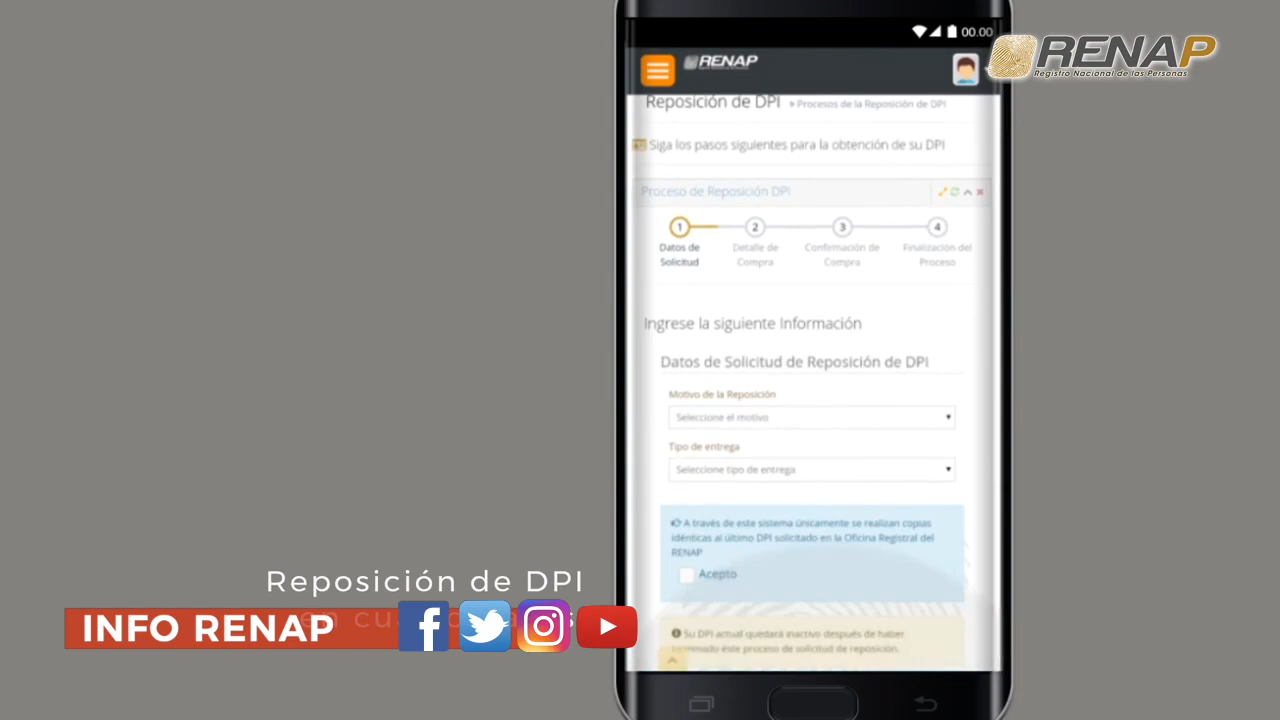 00.00
RENAP
RENAP
Registro Nacional de las Personas
Reposición de DPI » Procesos de la Reposición de DPI
Siga los pasos siguientes para la obtención de su DPI
Proceso de Reposición DPI
1 2 3 4
Datos de Solicitud
Detalle de Compra
Confirmación de Compra
Finalización del Proceso
Ingrese la siguiente Información
Datos de Solicitud de Reposición de DPI
Motivo de la Reposición
Seleccione el motivo
Tipo de entrega
Seleccione tipo de entrega
A través de este sistema únicamente se realizan copias
idénticas al último DPI solicitado en la Oficina Registral del
RENAP
Acepto
Su DPI actual quedará inactivo después de haber
terminado éste proceso de solicitud de reposición.
Reposición de DPI
en
INFO RENAP